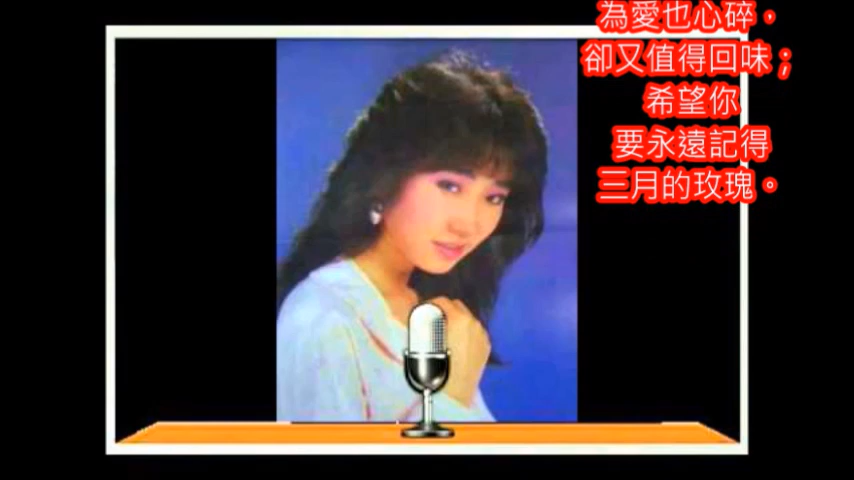 為愛也心碎，
卻又值得回味；
希望你
要永遠記得
三月的玫瑰。